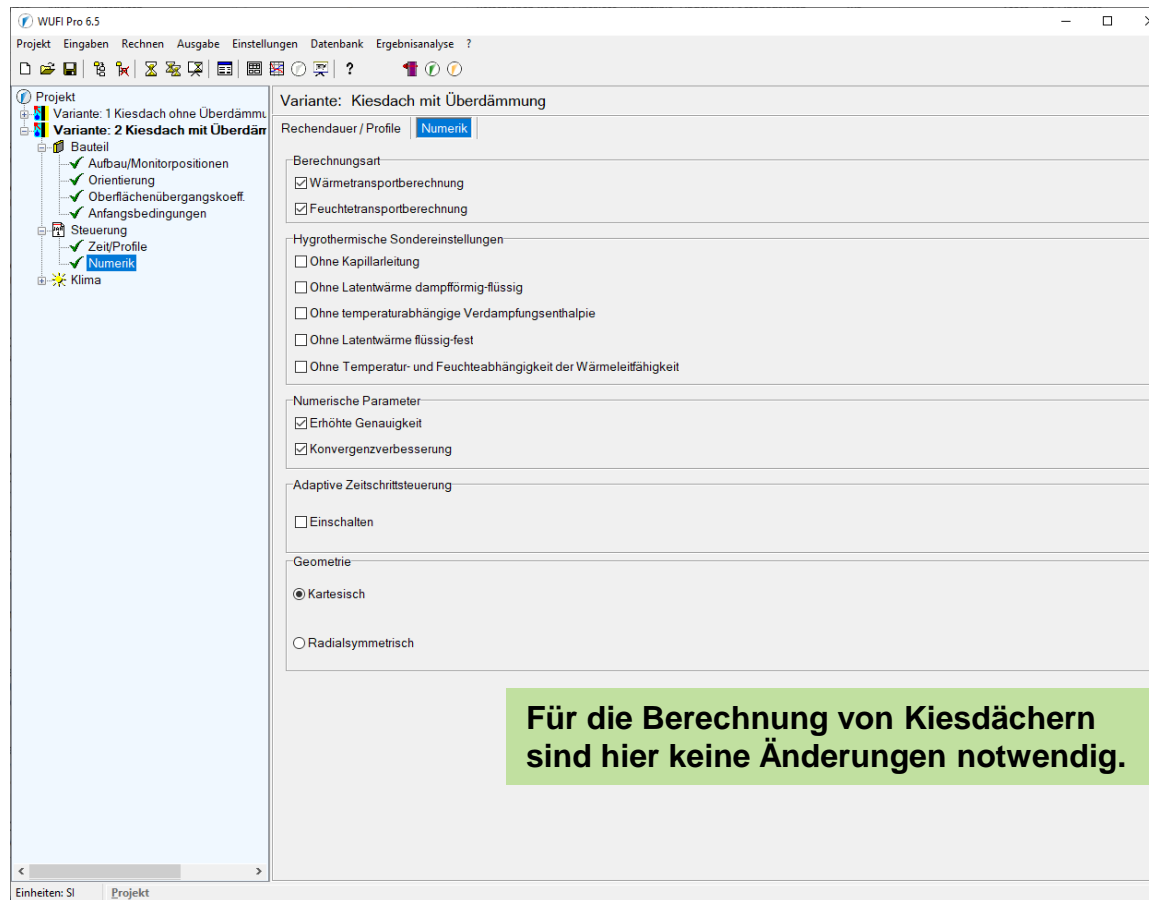 WUFI Pro 6.5
Projekt Eingaben Rechnen Ausgabe Einstellungen Datenbank Ergebnisanalyse ?
Projekt
Variante: 1 Kiesdach ohne Überdämmu
Variante: 2 Kiesdach mit Überdäm
Bauteil
Aufbau/Monitorpositionen
Orientierung
Oberflächenübergangskoeff.
Anfangsbedingungen
Steuerung
Zeit/Profile
Numerik
Klima
Variante: Kiesdach mit Überdämmung
Rechendauer / Profile Numerik
Berechnungsart
Wärmetransportberechnung
Feuchtetransportberechnung
Hygrothermische Sondereinstellungen
Ohne Kapillarleitung
Ohne Latentwärme dampfförmig-flüssig
Ohne temperaturabhängige Verdampfungsenthalpie
Ohne Latentwärme flüssig-fest
Ohne Temperatur- und Feuchteabhängigkeit der Wärmeleitfähigkeit
Numerische Parameter
Erhöhte Genauigkeit
Konvergenzverbesserung
Adaptive Zeitschrittsteuerung
Einschalten
Geometrie
Kartesisch
Radialsymmetrisch
Für die Berechnung von Kiesdächern
sind hier keine Änderungen notwendig.
Einheiten: SI Projekt